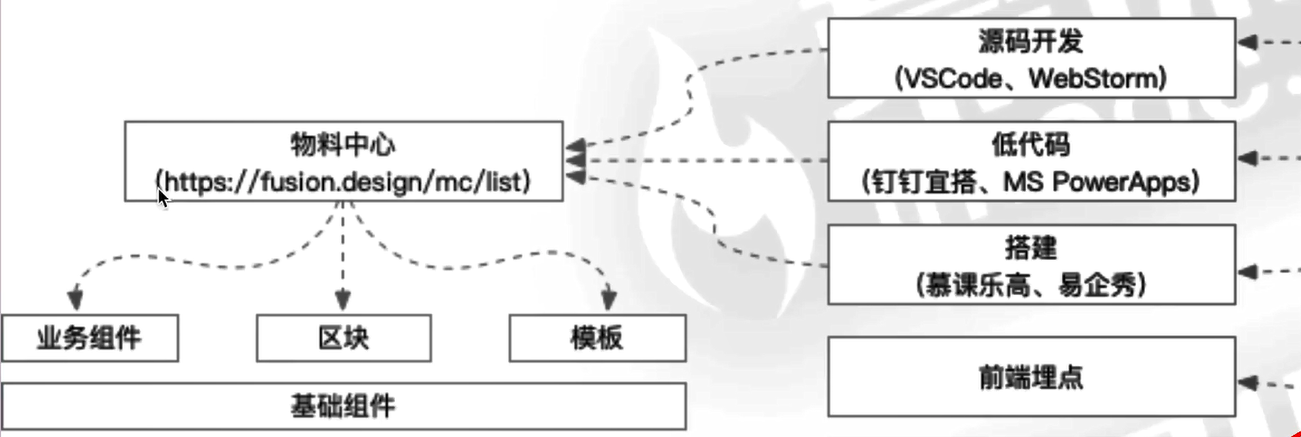 源码开发
(VSCode、WebStorm)
物料中心
(https://fusion.design/mc/list)
低代码
(钉钉宜搭、MS PowerApps)
搭建
(慕课乐高、易企秀)
业务组件
区块
模板
前端埋点
基础组件